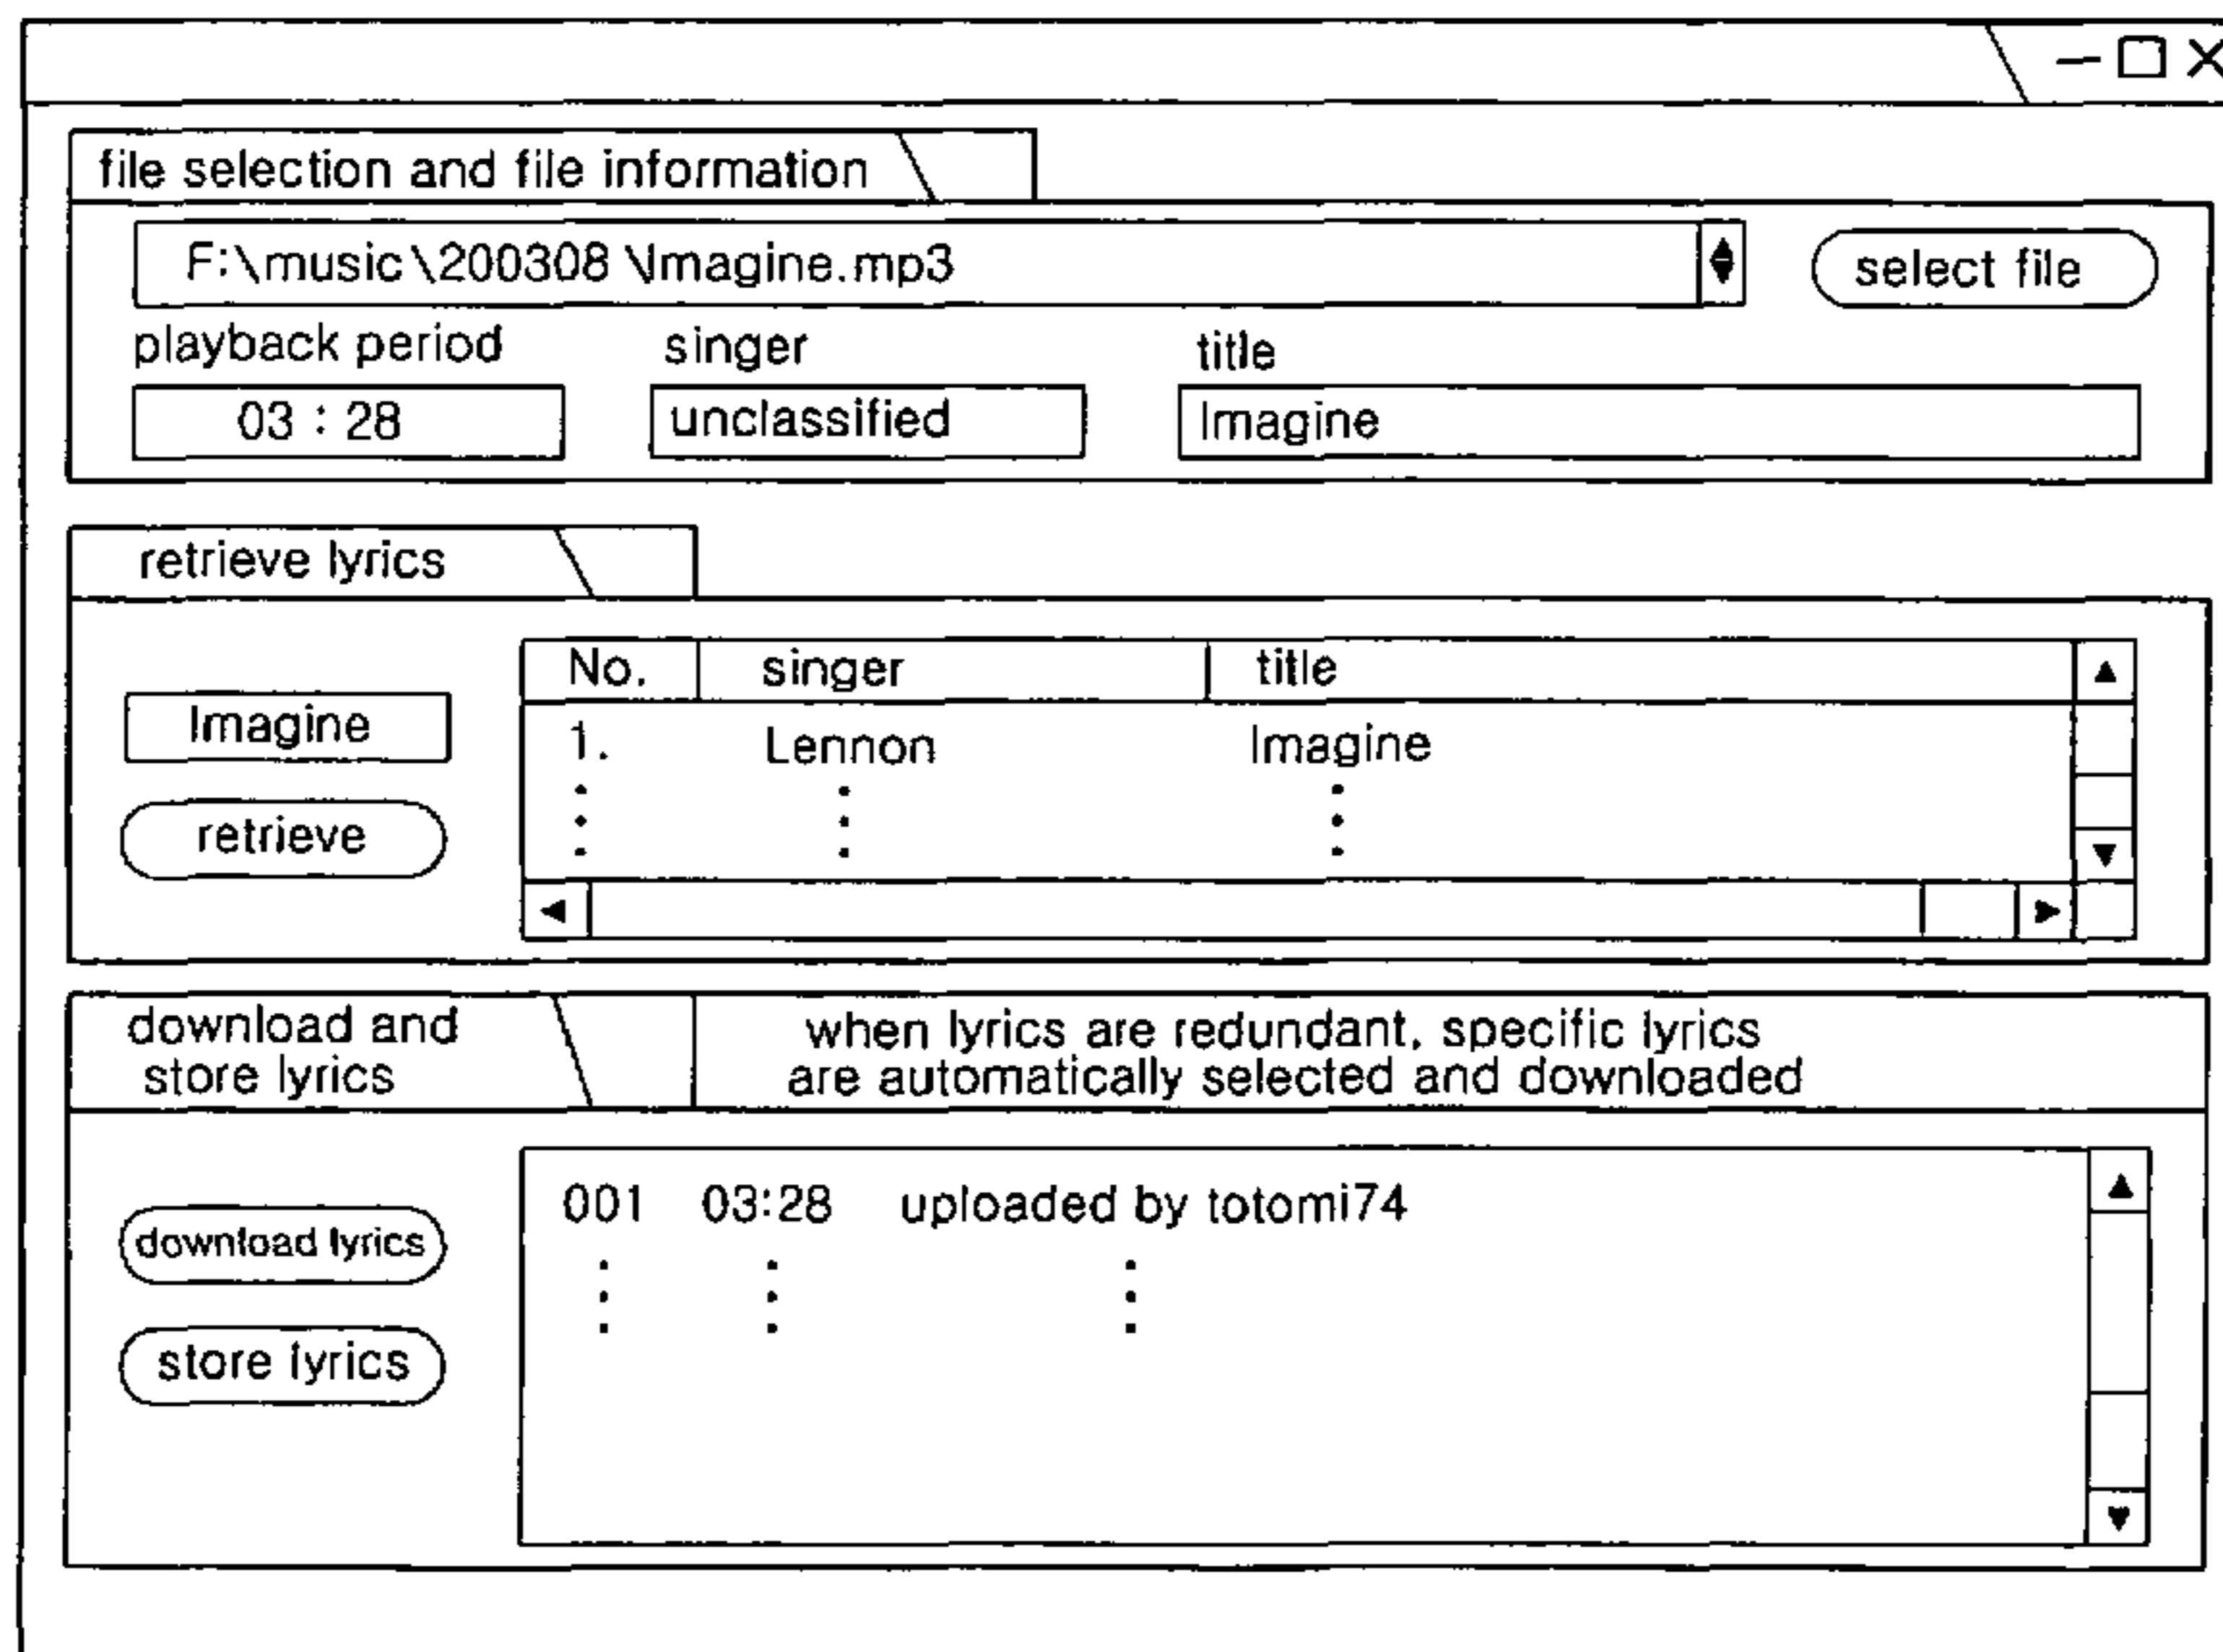 file selection and file information
F:\music\200308 \Imagine.mp3
select file
playback period singer title
03 : 28 unclassified Imagine
retrieve lyrics
No. singer title
Imagine
1. Lennon Imagine
retrieve
download and
store lyrics
when lyrics are redundant, specific lyrics
are automatically selected and downloaded
001 03:28 uploaded by totomi74
download lyrics
store lyrics